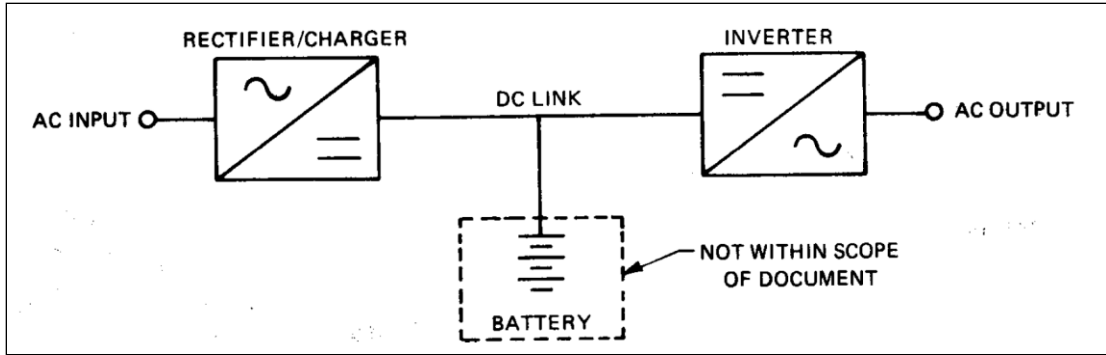 RECTIFIER/CHARGER
INVERTER
AC INPUT
DC LINK
AC OUTPUT
NOT WITHIN SCOPE
OF DOCUMENT
BATTERY